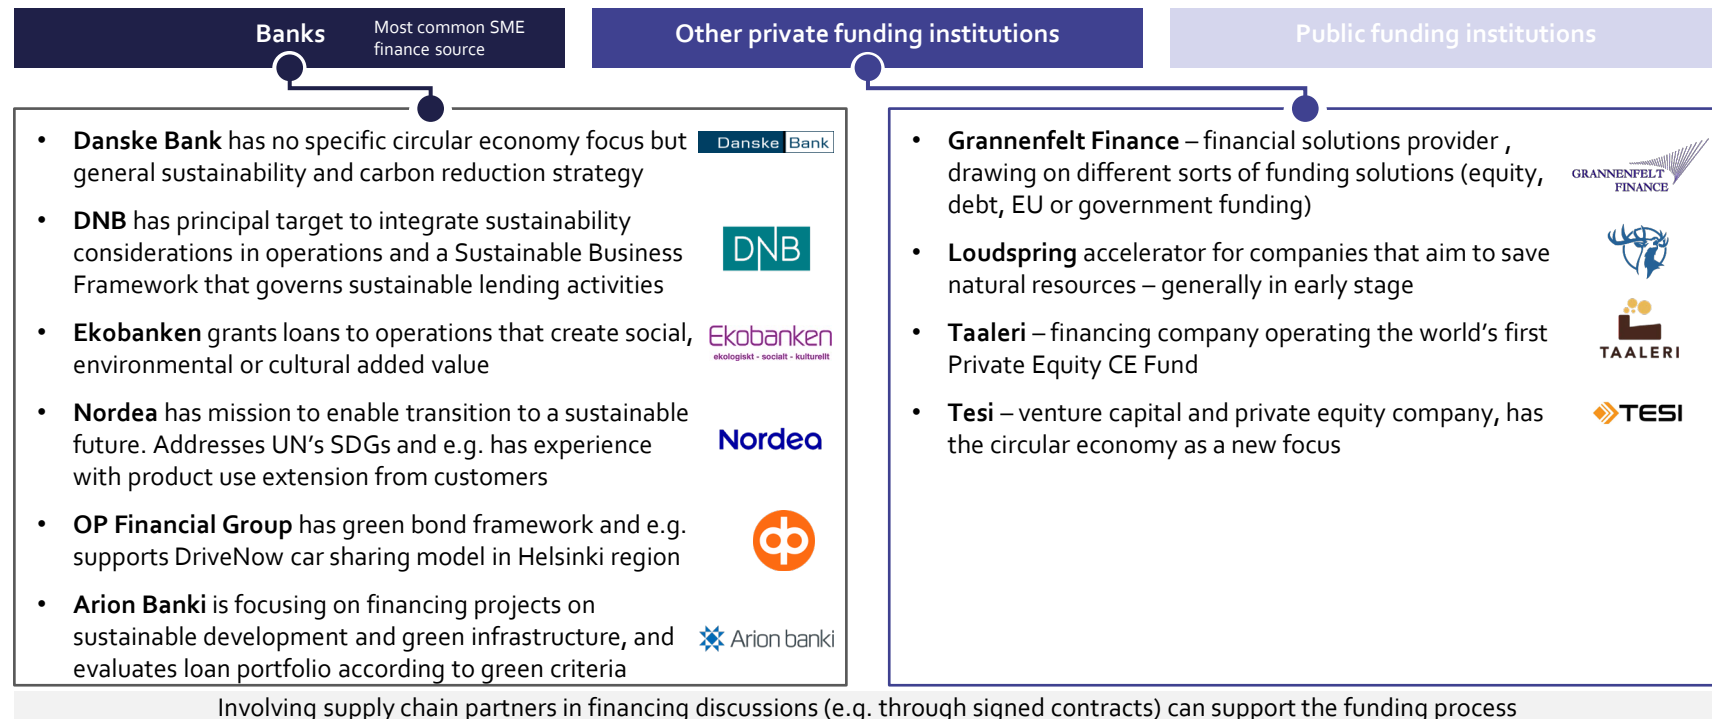 Banks
Most common SME
finance source
Other private funding institutions
Public funding institutions
• Danske Bank has no specific circular economy focus but
general sustainability and carbon reduction strategy
Danske Bank
• DNB has principal target to integrate sustainability
considerations in operations and a Sustainable Business
Framework that governs sustainable lending activities
DNB
• Ekobanken grants loans to operations that create social,
environmental or cultural added value
Ekobanken
ekologiskt - socialt - kulturellt
• Nordea has mission to enable transition to a sustainable
future. Addresses UN's SDGs and e.g. has experience
with product use extension from customers
Nordea
• OP Financial Group has green bond framework and e.g.
supports DriveNow car sharing model in Helsinki region
op
• Arion Banki is focusing on financing projects on
sustainable development and green infrastructure, and
evaluates loan portfolio according to green criteria
Arion banki
• Grannenfelt Finance – financial solutions provider ,
drawing on different sorts of funding solutions (equity,
debt, EU or government funding)
GRANNENFELT
FINANCE
• Loudspring accelerator for companies that aim to save
natural resources – generally in early stage
• Taaleri – financing company operating the world's first
Private Equity CE Fund
TAALERI
• Tesi – venture capital and private equity company, has
the circular economy as a new focus
TESI
Involving supply chain partners in financing discussions (e.g. through signed contracts) can support the funding process